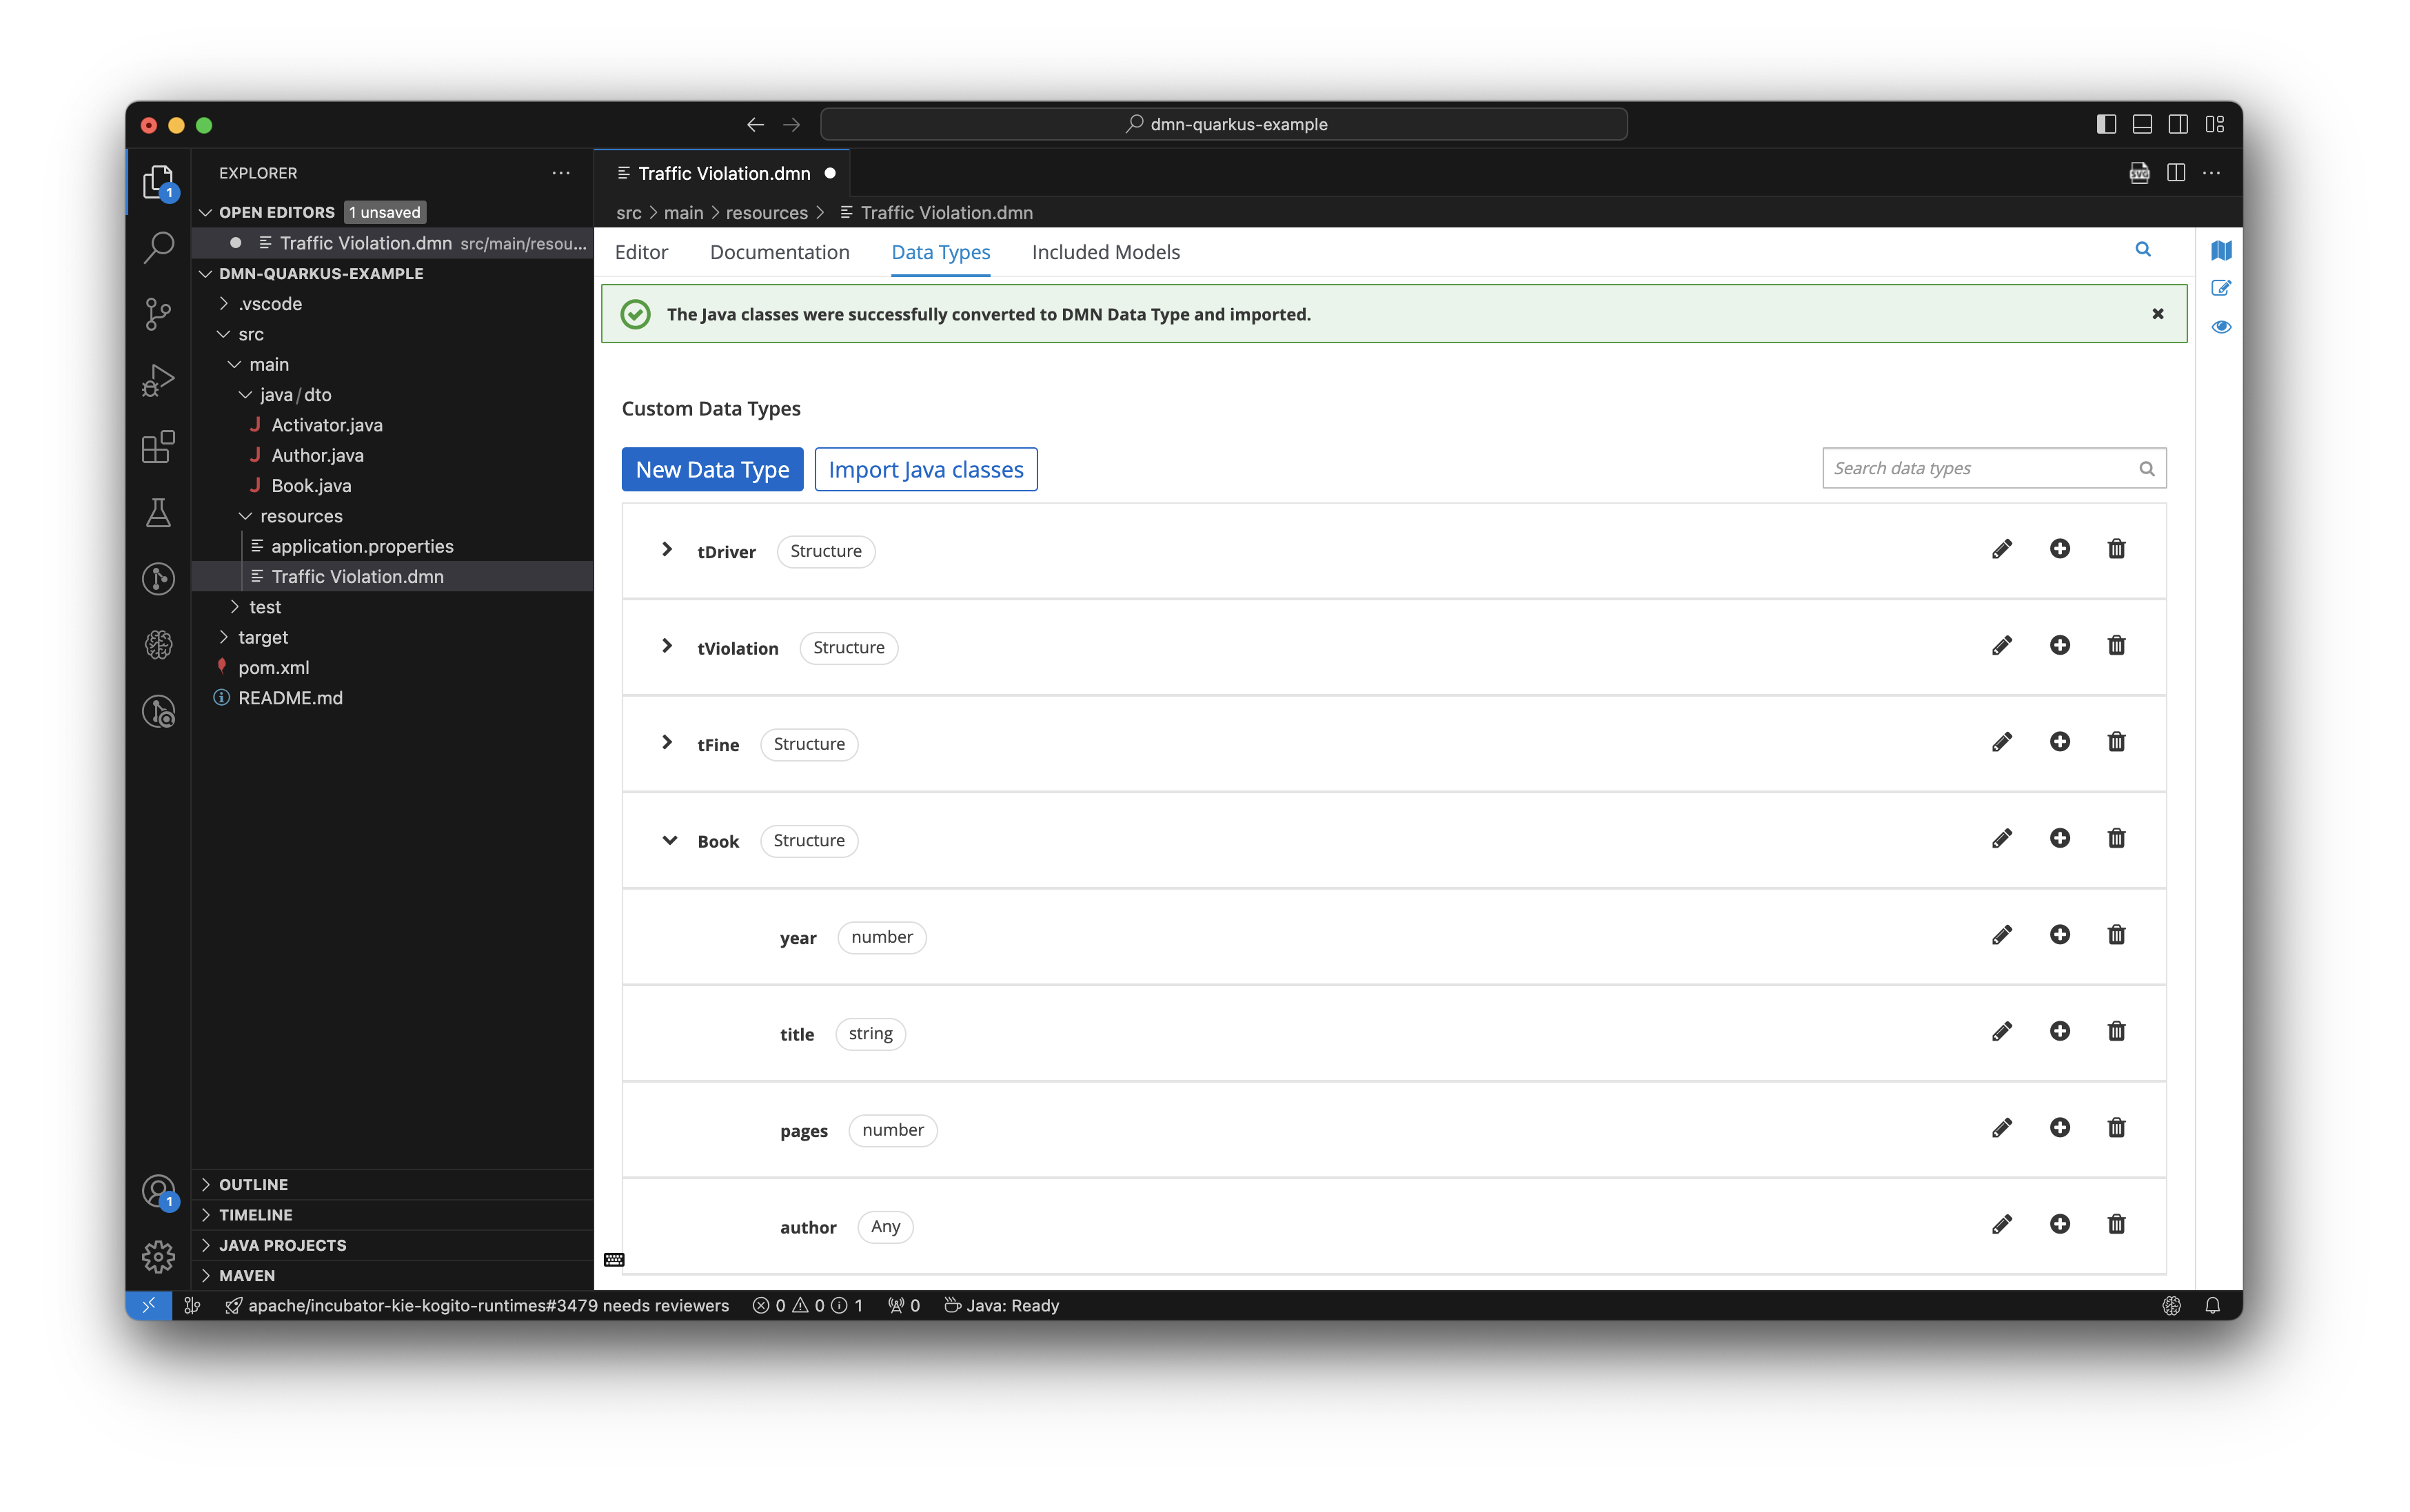 dmn-quarkus-example
1
EXPLORER
OPEN EDITORS 1 unsaved
Traffic Violation.dmn src/main/resou...
DMN-QUARKUS-EXAMPLE
.vscode
src
main
java/dto
J Activator.java
J Author.java
J Book.java
resources
application.properties
Traffic Violation.dmn
test
target
pom.xml
README.md
OUTLINE
TIMELINE
JAVA PROJECTS
MAVEN
1
Traffic Violation.dmn
SVG
src > main > resources > Traffic Violation.dmn
Editor Documentation Data Types Included Models
The Java classes were successfully converted to DMN Data Type and imported.
Custom Data Types
New Data Type Import Java classes Search data types
tDriver Structure
tViolation Structure
tFine Structure
Book Structure
year number
title string
pages number
author Any
apache/incubator-kie-kogito-runtimes#3479 needs reviewers 0 0 1 0 Java: Ready